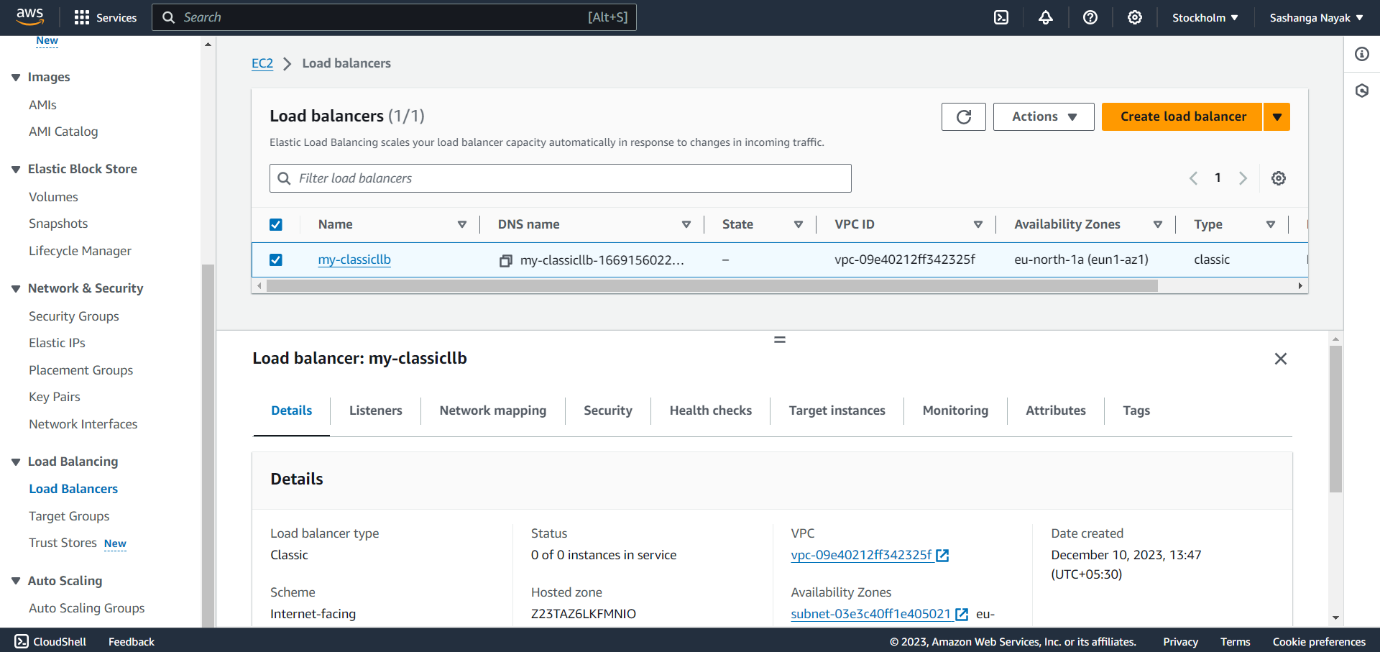 aws
Services
Search
[Alt+S]
Stockholm
Sashanga Nayak
New
Images
AMIs
AMI Catalog
Elastic Block Store
Volumes
Snapshots
Lifecycle Manager
Network & Security
Security Groups
Elastic IPs
Placement Groups
Key Pairs
Network Interfaces
Load Balancing
Load Balancers
Target Groups
Trust Stores New
Auto Scaling
Auto Scaling Groups
EC2 > Load balancers
Load balancers (1/1)
Actions
Create load balancer
Elastic Load Balancing scales your load balancer capacity automatically in response to changes in incoming traffic.
Filter load balancers
1
Name DNS name State VPC ID Availability Zones Type
my-classicllb my-classicllb-1669156022... – vpc-09e40212ff342325f eu-north-1a (eun1-az1) classic
Load balancer: my-classicllb
Details Listeners Network mapping Security Health checks Target instances Monitoring Attributes Tags
Details
Load balancer type
Classic
Status
0 of 0 instances in service
VPC
vpc-09e40212ff342325f
Date created
December 10, 2023, 13:47
(UTC+05:30)
Scheme
Internet-facing
Hosted zone
Z23TAZ6LKFMNIO
Availability Zones
subnet-03e3c40ff1e405021 eu-
CloudShell Feedback
© 2023, Amazon Web Services, Inc. or its affiliates. Privacy Terms Cookie preferences